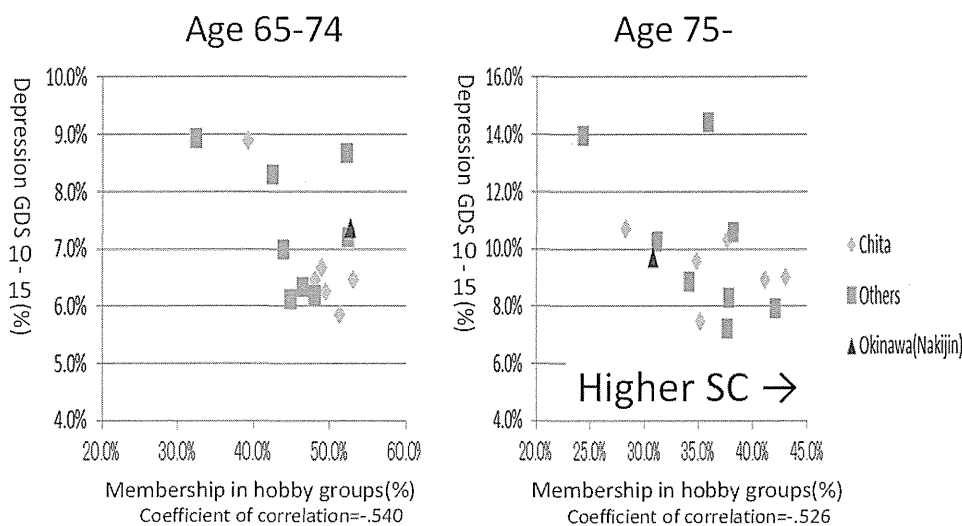 Age 65-74
Depression GDS 10-15(%)
10.0%
9.0%
8.0%
7.0%
6.0%
5.0%
4.0%
20.0% 30.0% 40.0% 50.0% 60.0%
Membership in hobby groups(%)
Coefficient of correlation=-.540
Age 75-
Depression GDS 10-15(%)
16.0%
14.0%
12.0%
10.0%
8.0%
6.0%
4.0%
Higher SC →
20.0% 25.0% 30.0% 35.0% 40.0% 45.0%
Membership in hobby groups(%)
Coefficient of correlation=-.526
Chita
Others
Okinawa(Nakijin)